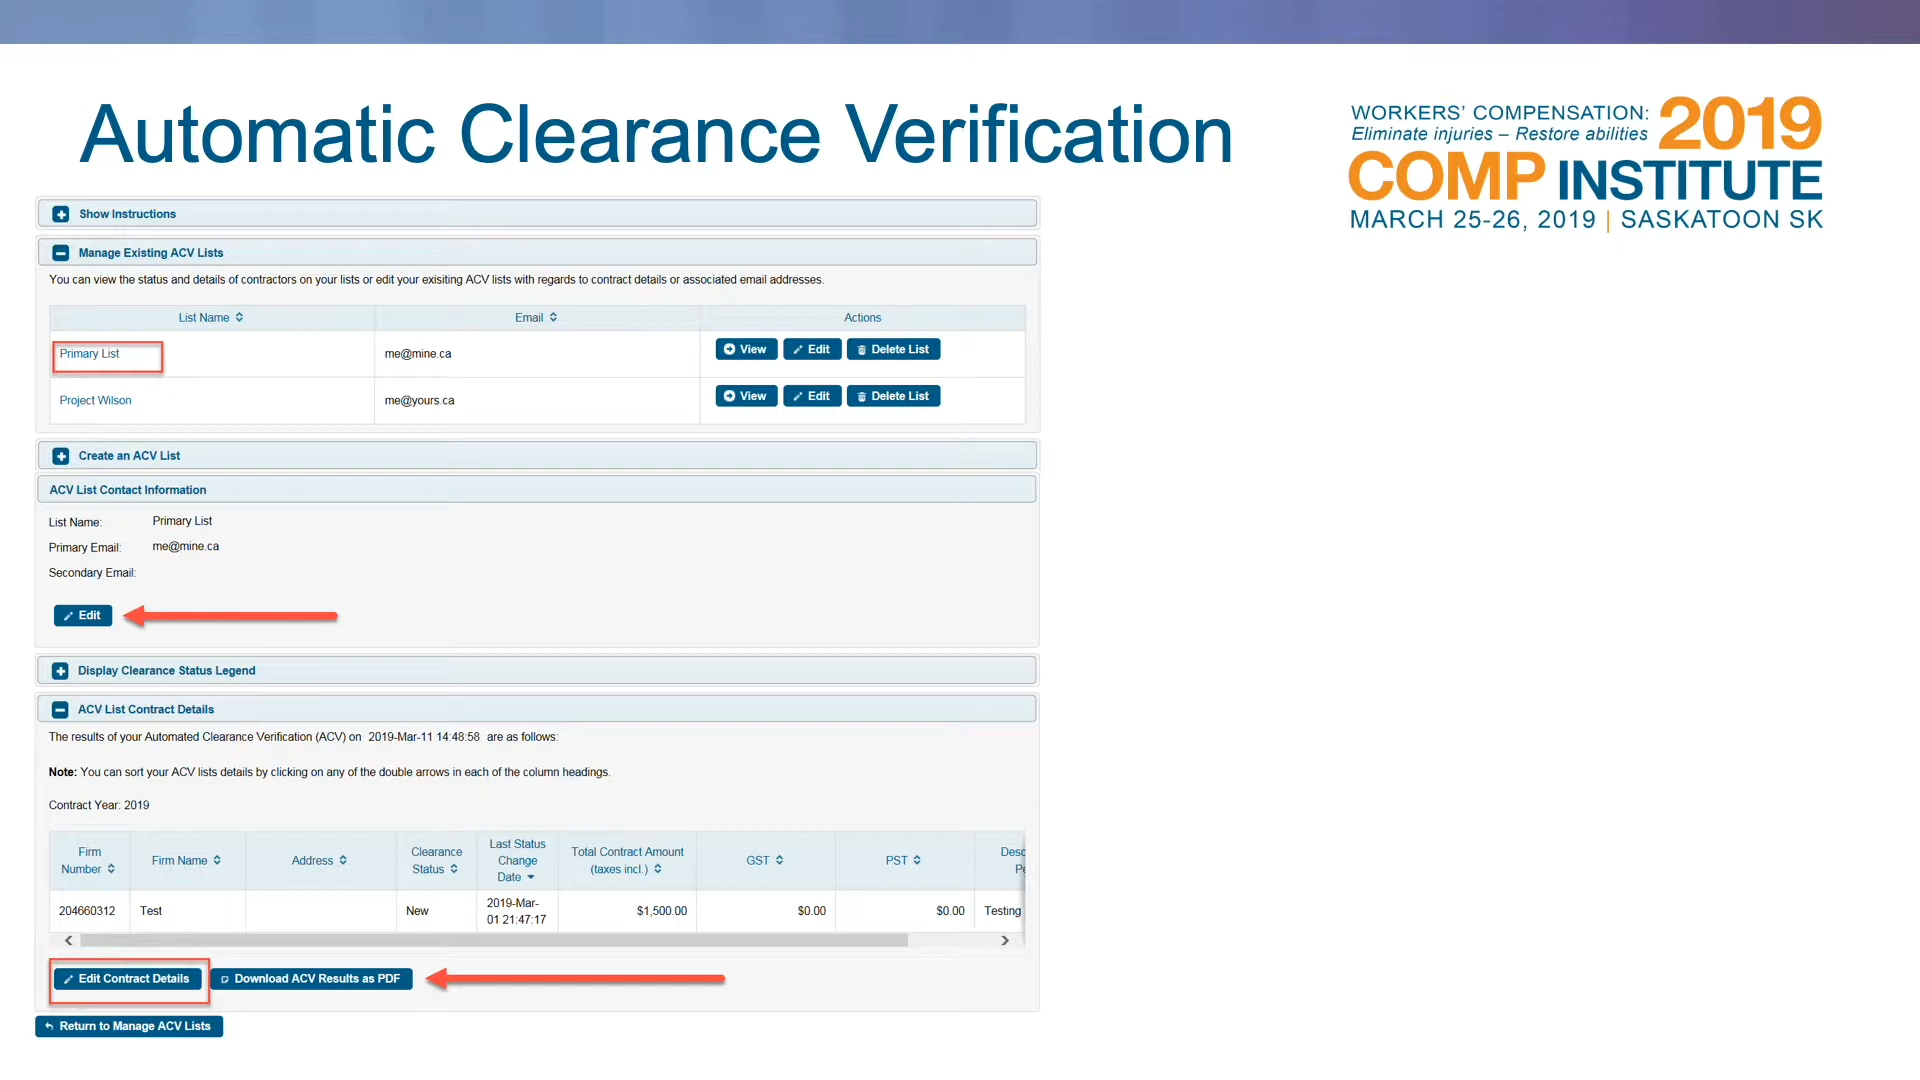 Automatic Clearance Verification
WORKERS' COMPENSATION: 2019
Eliminate injuries – Restore abilities
COMP INSTITUTE
MARCH 25-26, 2019 | SASKATOON SK
Show Instructions
Manage Existing ACV Lists
You can view the status and details of contractors on your lists or edit your exisiting ACV lists with regards to contract details or associated email addresses.
List Name Email Actions
Primary List me@mine.ca View Edit Delete List
Project Wilson me@yours.ca View Edit Delete List
Create an ACV List
ACV List Contact Information
List Name: Primary List
Primary Email: me@mine.ca
Secondary Email:
Edit
Display Clearance Status Legend
ACV List Contract Details
The results of your Automated Clearance Verification (ACV) on 2019-Mar-11 14:48:58 are as follows:
Note: You can sort your ACV lists details by clicking on any of the double arrows in each of the column headings.
Contract Year: 2019
Firm Number Firm Name Address Clearance Status Last Status Change Date Total Contract Amount (taxes incl.) GST PST
204660312 Test New 2019-Mar-01 21:47:17 $1,500.00 $0.00 $0.00 Testing
Edit Contract Details Download ACV Results as PDF
Return to Manage ACV Lists